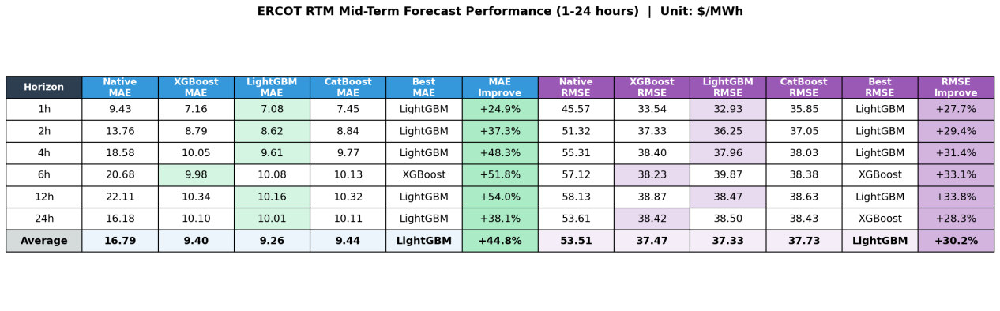 ERCOT RTM Mid-Term Forecast Performance (1-24 hours) | Unit: $/MWh
Horizon Native MAE XGBoost MAE LightGBM MAE CatBoost MAE Best MAE MAE Improve Native RMSE XGBoost RMSE LightGBM RMSE CatBoost RMSE Best RMSE RMSE Improve
1h 9.43 7.16 7.08 7.45 LightGBM +24.9% 45.57 33.54 32.93 35.85 LightGBM +27.7%
2h 13.76 8.79 8.62 8.84 LightGBM +37.3% 51.32 37.33 36.25 37.05 LightGBM +29.4%
4h 18.58 10.05 9.61 9.77 LightGBM +48.3% 55.31 38.40 37.96 38.03 LightGBM +31.4%
6h 20.68 9.98 10.08 10.13 XGBoost +51.8% 57.12 38.23 39.87 38.38 XGBoost +33.1%
12h 22.11 10.34 10.16 10.32 LightGBM +54.0% 58.13 38.87 38.47 38.63 LightGBM +33.8%
24h 16.18 10.10 10.01 10.11 LightGBM +38.1% 53.61 38.42 38.50 38.43 XGBoost +28.3%
Average 16.79 9.40 9.26 9.44 LightGBM +44.8% 53.51 37.47 37.33 37.73 LightGBM +30.2%